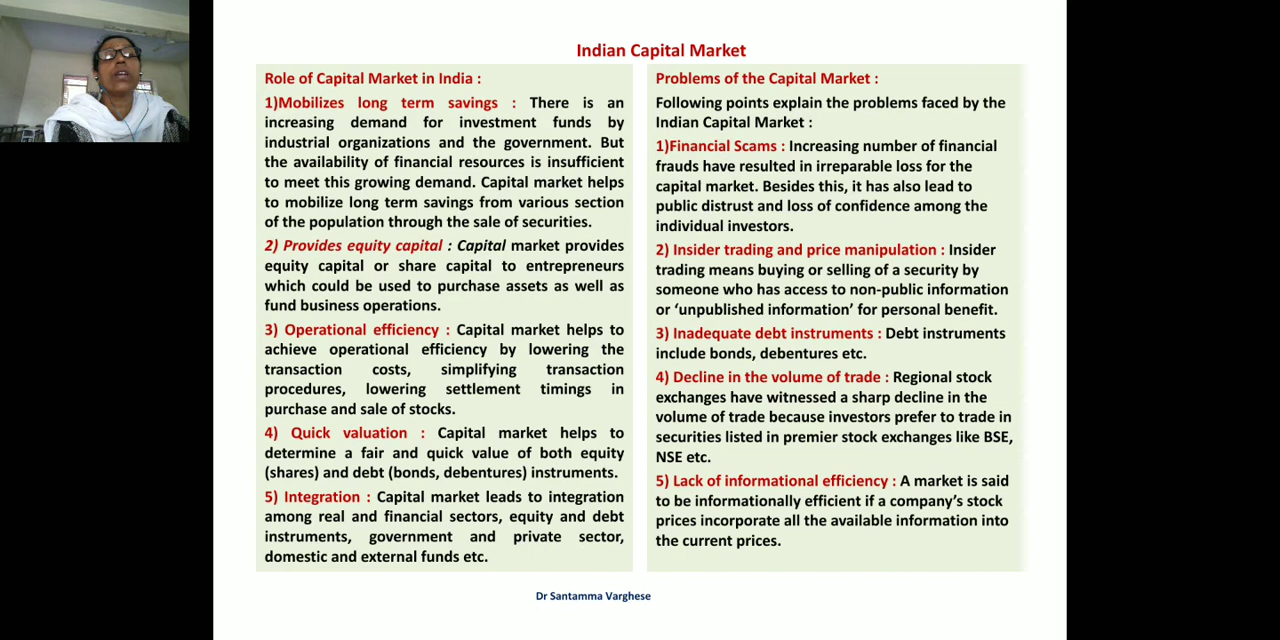 Indian Capital Market
Role of Capital Market in India :
1)Mobilizes long term savings : There is an
increasing demand for investment funds by
industrial organizations and the government. But
the availability of financial resources is insufficient
to meet this growing demand. Capital market helps
to mobilize long term savings from various section
of the population through the sale of securities.
2) Provides equity capital : Capital market provides
equity capital or share capital to entrepreneurs
which could be used to purchase assets as well as
fund business operations.
3) Operational efficiency : Capital market helps to
achieve operational efficiency by lowering the
transaction costs, simplifying transaction
procedures, lowering settlement timings in
purchase and sale of stocks.
4) Quick valuation : Capital market helps to
determine a fair and quick value of both equity
(shares) and debt (bonds, debentures) instruments.
5) Integration : Capital market leads to integration
among real and financial sectors, equity and debt
instruments, government and private sector,
domestic and external funds etc.
Problems of the Capital Market :
Following points explain the problems faced by the
Indian Capital Market :
1)Financial Scams : Increasing number of financial
frauds have resulted in irreparable loss for the
capital market. Besides this, it has also lead to
public distrust and loss of confidence among the
individual investors.
2) Insider trading and price manipulation : Insider
trading means buying or selling of a security by
someone who has access to non-public information
or ‘unpublished information’ for personal benefit.
3) Inadequate debt instruments : Debt instruments
include bonds, debentures etc.
4) Decline in the volume of trade : Regional stock
exchanges have witnessed a sharp decline in the
volume of trade because investors prefer to trade in
securities listed in premier stock exchanges like BSE,
NSE etc.
5) Lack of informational efficiency : A market is said
to be informationally efficient if a company’s stock
prices incorporate all the available information into
the current prices.
Dr Santamma Varghese